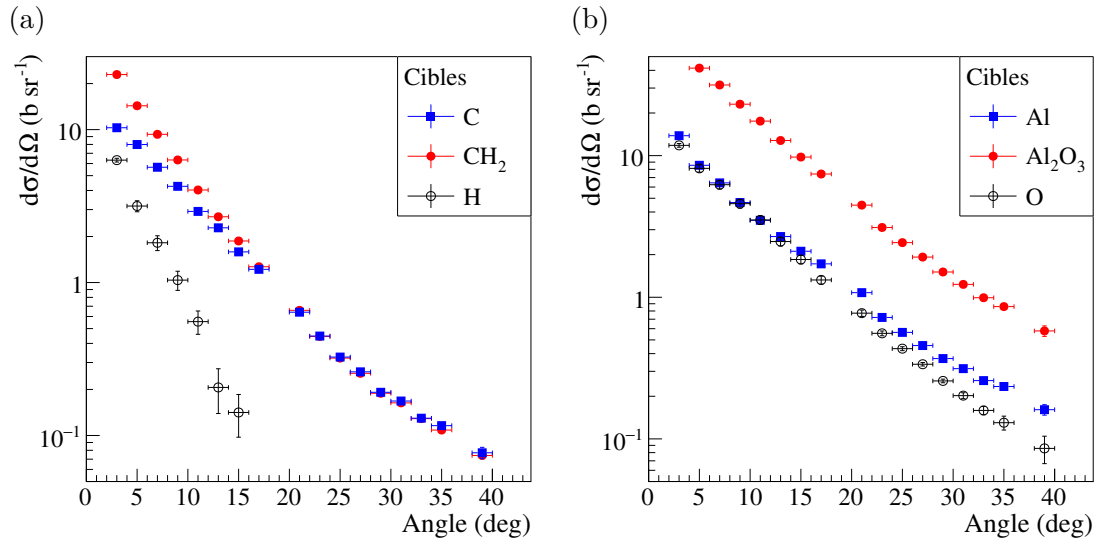 (a)
(b)
dσ/dΩ (b sr⁻¹)
10
1
10⁻¹
Cibles
C
CH₂
H
0 5 10 15 20 25 30 35 40
Angle (deg)
dσ/dΩ (b sr⁻¹)
10
1
10⁻¹
Cibles
Al
Al₂O₃
O
0 5 10 15 20 25 30 35 40
Angle (deg)